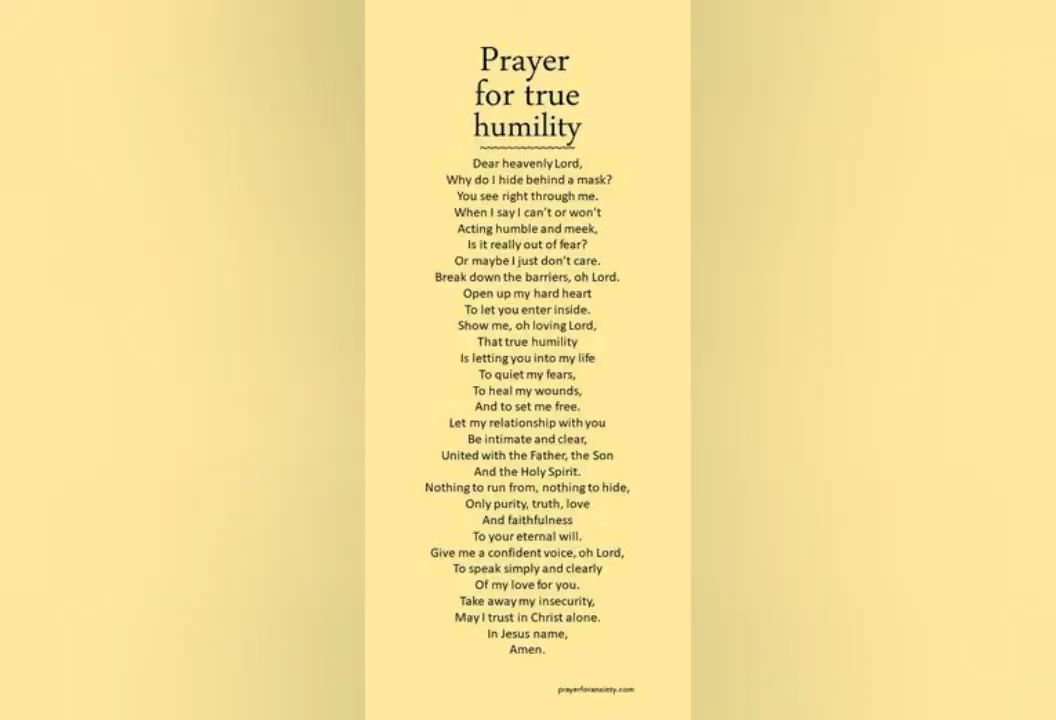 Prayer
for true
humility
Dear heavenly Lord,
Why do I hide behind a mask?
You see right through me.
When I say I can't or won't
Acting humble and meek,
Is it really out of fear?
Or maybe I just don't care.
Break down the barriers, oh Lord.
Open up my hard heart
To let you enter inside.
Show me, oh loving Lord,
That true humility
Is letting you into my life
To quiet my fears,
To heal my wounds,
And to set me free.
Let my relationship with you
Be intimate and clear,
United with the Father, the Son
And the Holy Spirit.
Nothing to run from, nothing to hide,
Only purity, truth, love
And faithfulness
To your eternal will.
Give me a confident voice, oh Lord,
To speak simply and clearly
Of my love for you.
Take away my insecurity,
May I trust in Christ alone.
In Jesus name,
Amen.
prayerforanxiety.com